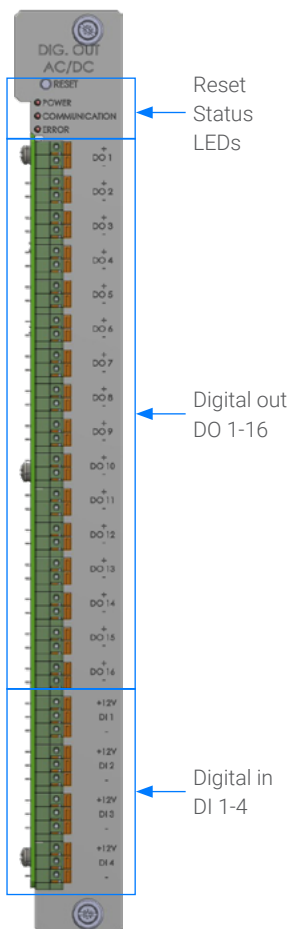 DIG. OUT
AC/DC
RESET
POWER
COMMUNICATION
ERROR
Reset
Status
LEDs
+
DO 1
-
+
DO 2
-
+
DO 3
-
+
DO 4
-
+
DO 5
-
+
DO 6
-
+
DO 7
-
+
DO 8
-
+
DO 9
-
+
DO 10
-
+
DO 11
-
+
DO 12
-
+
DO 13
-
+
DO 14
-
+
DO 15
-
+
DO 16
-
Digital out
DO 1-16
+12V
DI 1
-
+12V
DI 2
-
+12V
DI 3
-
+12V
DI 4
-
Digital in
DI 1-4